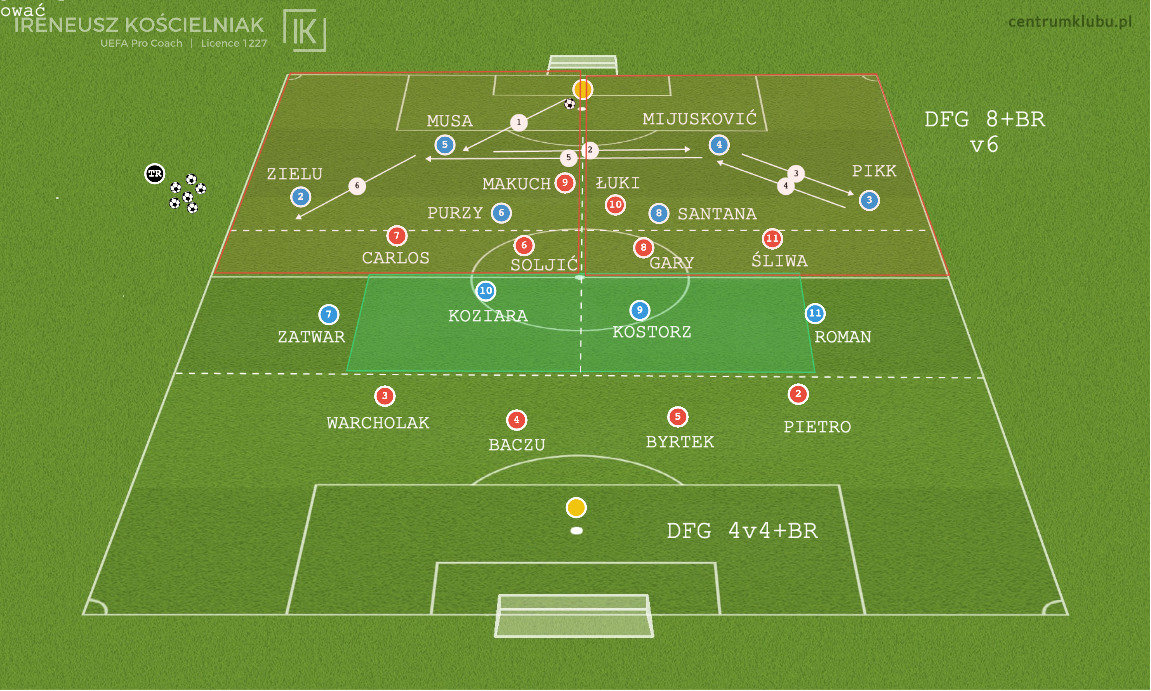 ować
IRENEUSZ KOŚCIELNIAK
IK
UEFA Pro Coach | Licence 1227
centrumklubu.pl
DFG 8+BR
v6
MUSA
MIJUSKOVIĆ
1
5
4
2
5
TR
ZIELU
6
3
4
PIKK
2
MAKUCH
9
ŁUKI
10
3
PURZY
6
8
SANTANA
7
CARLOS
6
SOLJIĆ
8
GARY
11
ŚLIWA
10
KOZIARA
9
KOSTORZ
7
ZATWAR
11
ROMAN
3
WARCHOLAK
4
BACZU
5
BYRTEK
2
PIETRO
DFG 4v4+BR